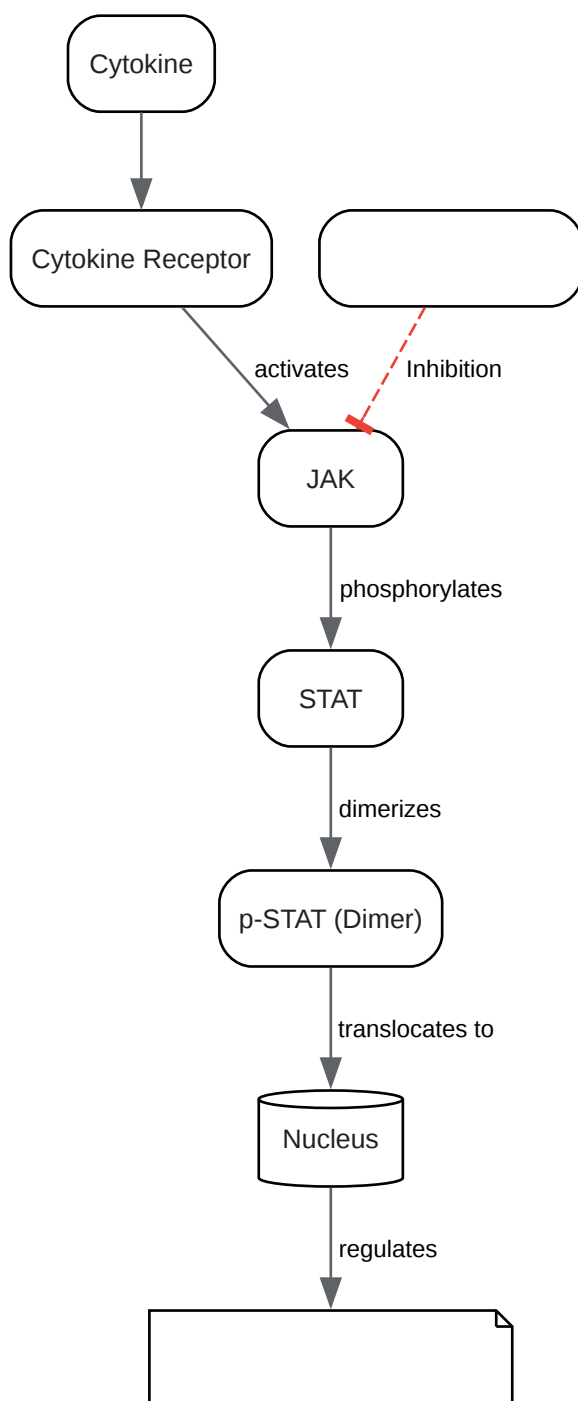 Cytokine
Cytokine Receptor
activates
Inhibition
JAK
phosphorylates
STAT
dimerizes
p-STAT (Dimer)
translocates to
Nucleus
regulates